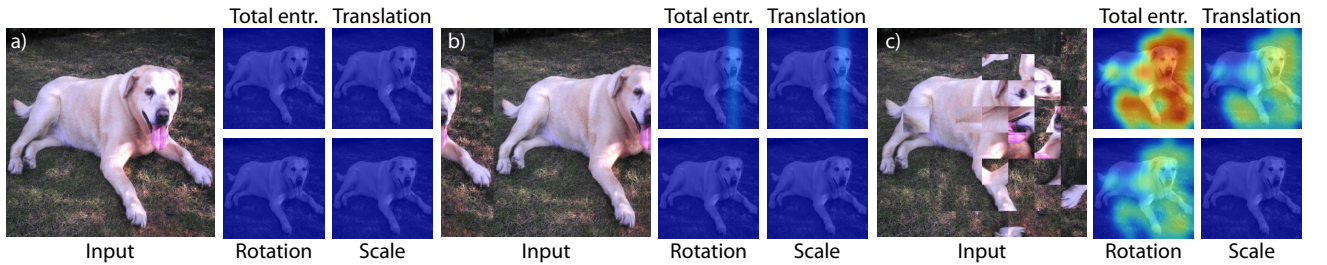 Total entr. Translation Total entr. Translation Total entr. Translation
a) b) c)
Input Rotation Scale Input Rotation Scale Input Rotation Scale